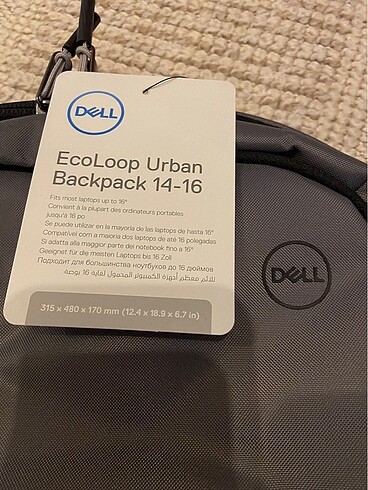 DELL
EcoLoop Urban
Backpack 14-16
Fits most laptops up to 16"
Convient à la plupart des ordinateurs portables
jusqu'à 16 po
Se puede utilizar en la mayoría de las laptops de hasta 16"
Compatível com a maioria dos laptops de até 16 polegadas
Si adatta alla maggior parte dei notebook fino a 16"
Geeignet für die meisten Laptops bis 16 Zoll
Подходит для большинства ноутбуков до 16 дюймов
تلائم معظم أجهزة الكمبيوتر المحمول لغاية 16 بوصة
315 x 480 x 170 mm (12.4 x 18.9 x 6.7 in)
DELL